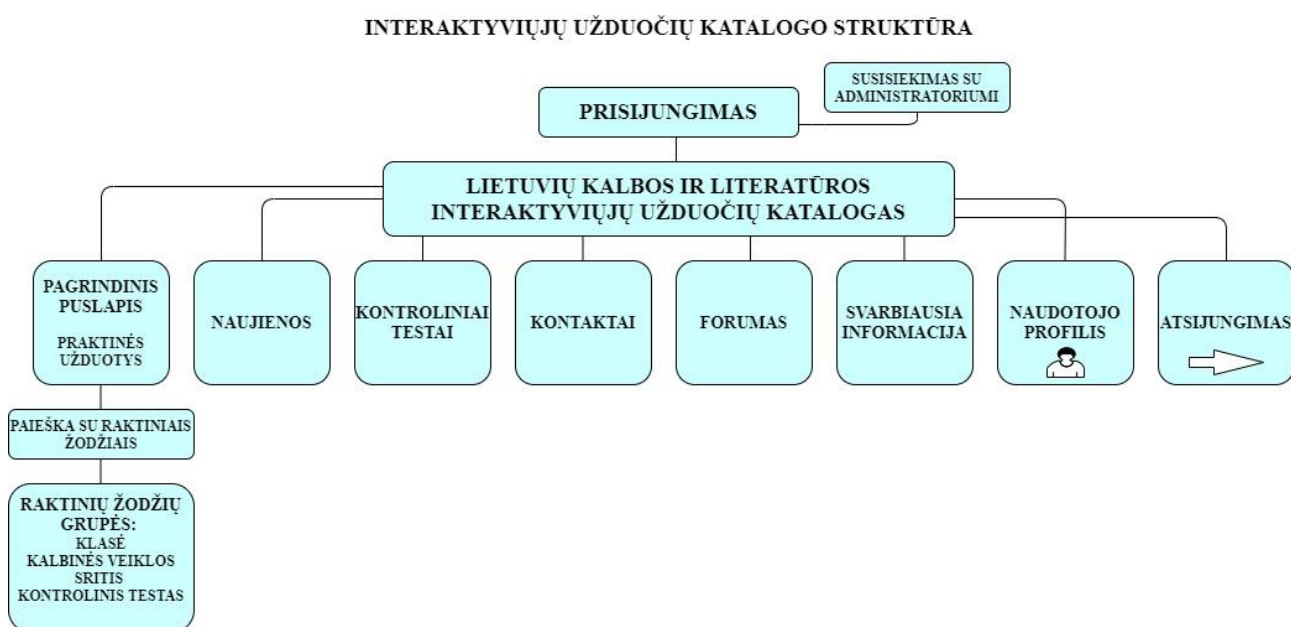 INTERAKTYVIŲJŲ UŽDUOČIŲ KATALOGO STRUKTŪRA
SUSISIEKIMAS SU
ADMINISTRATORIUMI
PRISIJUNGIMAS
LIETUVIŲ KALBOS IR LITERATŪROS
INTERAKTYVIŲJŲ UŽDUOČIŲ KATALOGAS
PAGRINDINIS
PUSLAPIS
PRAKTINĖS
UŽDUOTYS
NAUJIENOS
KONTROLINIAI
TESTAI
KONTAKTAI
FORUMAS
SVARBIAUSIA
INFORMACIJA
NAUDOTOJO
PROFILIS
ATSIJUNGIMAS
PAIEŠKA SU RAKTINIAIS
ŽODŽIAIS
RAKTINIŲ ŽODŽIŲ
GRUPĖS:
KLASĖ
KALBINĖS VEIKLOS
SRITIS
KONTROLINIS TESTAS